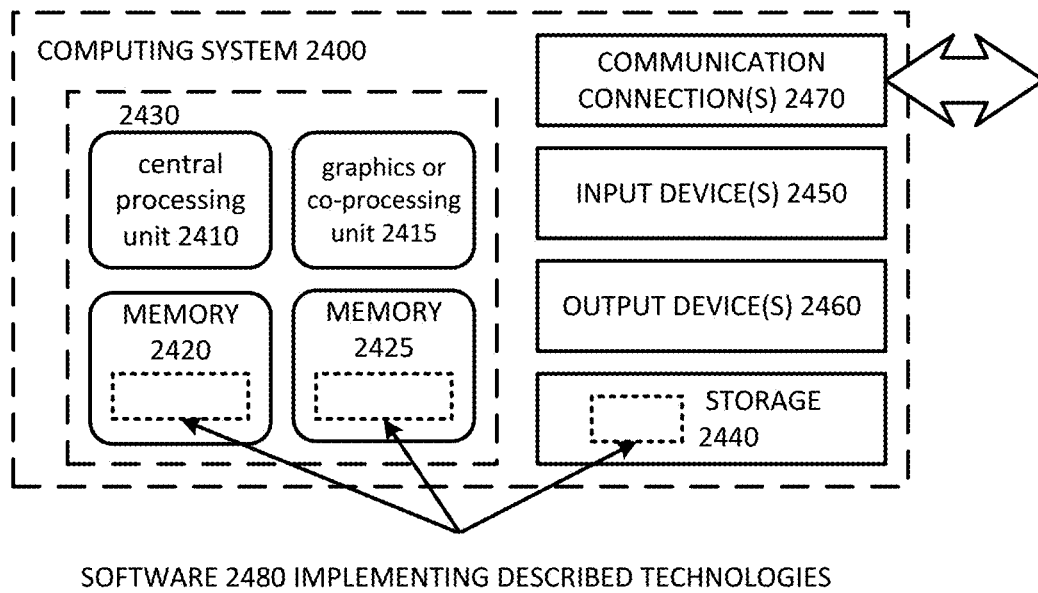 COMPUTING SYSTEM 2400
2430
central
processing
unit 2410
graphics or
co-processing
unit 2415
MEMORY
2420
MEMORY
2425
COMMUNICATION
CONNECTION(S) 2470
INPUT DEVICE(S) 2450
OUTPUT DEVICE(S) 2460
STORAGE
2440
SOFTWARE 2480 IMPLEMENTING DESCRIBED TECHNOLOGIES